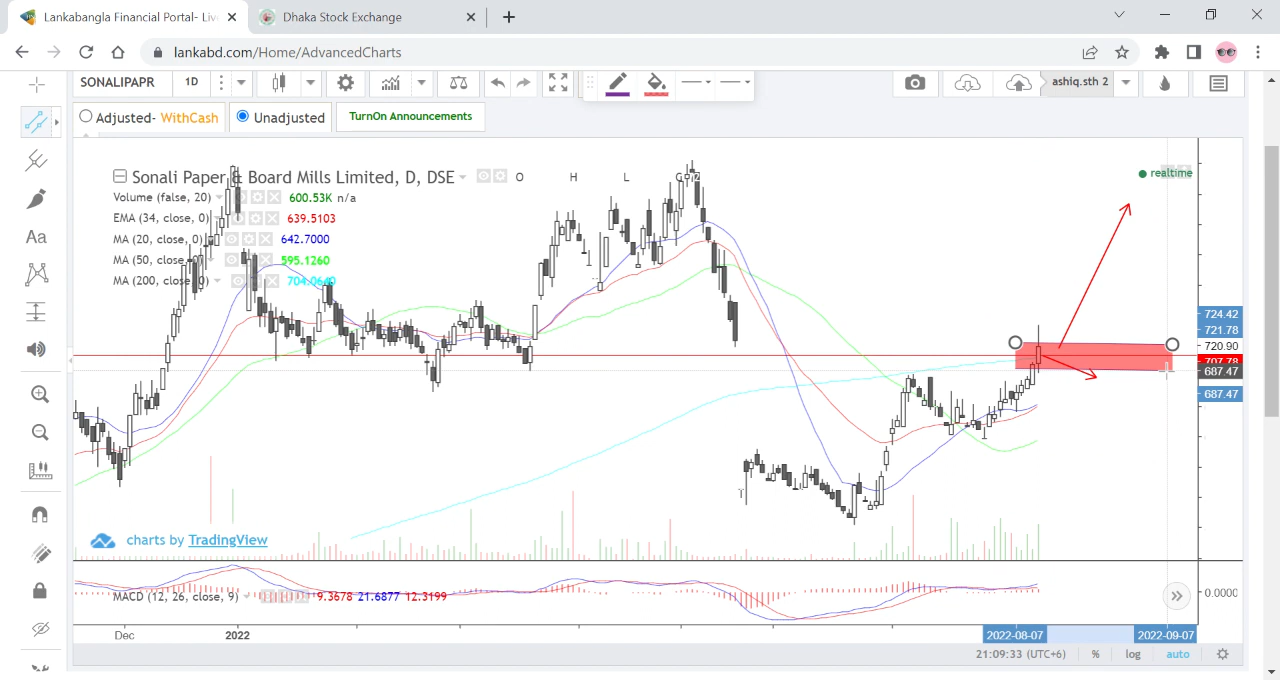 Lankabangla Financial Portal- Live
Dhaka Stock Exchange
lankabd.com/Home/AdvancedCharts
SONALIPAPR 1D ashiq.sth 2
Adjusted- WithCash Unadjusted TurnOn Announcements
Sonali Paper & Board Mills Limited, D, DSE O H L C realtime
Volume (false, 20) 600.53K n/a
EMA (34, close, 0) 639.5103
MA (20, close, 0) 642.7000
MA (50, close, 0) 595.1260
MA (200, close, 0) 704.0640
Aa
724.42
721.78
720.90
707.78
687.47
687.47
charts by TradingView
MACD (12, 26, close, 9) 9.3678 21.6877 12.3199
0.0000
Dec 2022 2022-08-07 2022-09-07
21:09:33 (UTC+6) % log auto